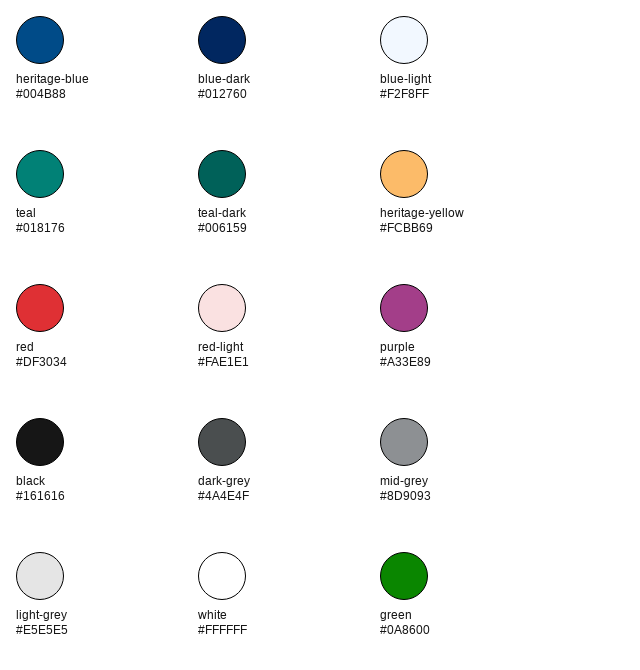 heritage-blue
#004B88
blue-dark
#012760
blue-light
#F2F8FF
teal
#018176
teal-dark
#006159
heritage-yellow
#FCBB69
red
#DF3034
red-light
#FAE1E1
purple
#A33E89
black
#161616
dark-grey
#4A4E4F
mid-grey
#8D9093
light-grey
#E5E5E5
white
#FFFFFF
green
#0A8600